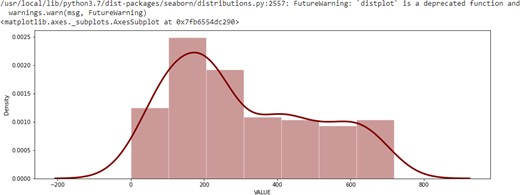 /usr/local/lib/python3.7/dist-packages/seaborn/distributions.py:2557: FutureWarning: `distplot` is a deprecated function and
warnings.warn(msg, FutureWarning)
<matplotlib.axes._subplots.AxesSubplot at 0x7fb6554dc290>
0.0025
0.0020
0.0015
0.0010
0.0005
0.0000
Density
−200 0 200 400 600 800
VALUE